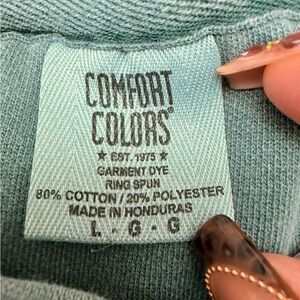 COMFORT
COLORS®
★ EST. 1975 ★
GARMENT DYE
RING SPUN
80% COTTON / 20% POLYESTER
MADE IN HONDURAS
L - G - G